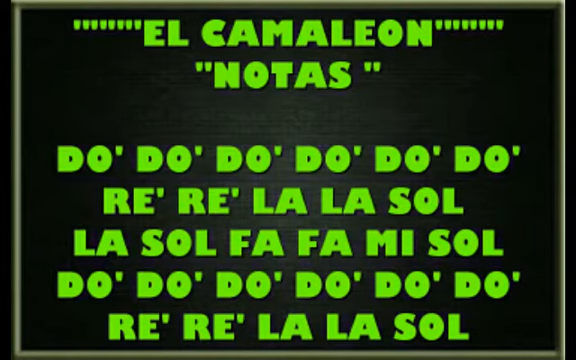 """"""EL CAMALEON""""""
"NOTAS "
DO' DO' DO' DO' DO' DO'
RE' RE' LA LA SOL
LA SOL FA FA MI SOL
DO' DO' DO' DO' DO' DO'
RE' RE' LA LA SOL